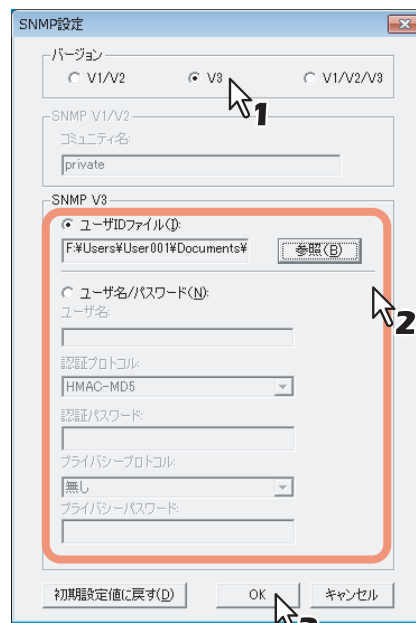 SNMP設定
バージョン
V1/V2 V3 V1/V2/V3
1
SNMP V1/V2
コミュニティ名:
private
SNMP V3
ユーザIDファイル(I):
F:¥Users¥User001¥Documents¥ 参照(B)
ユーザ名/パスワード(N):
ユーザ名:
2
認証プロトコル:
HMAC-MD5
認証パスワード:
プライバシープロトコル:
無し
プライバシーパスワード:
初期設定値に戻す(D) OK キャンセル
3